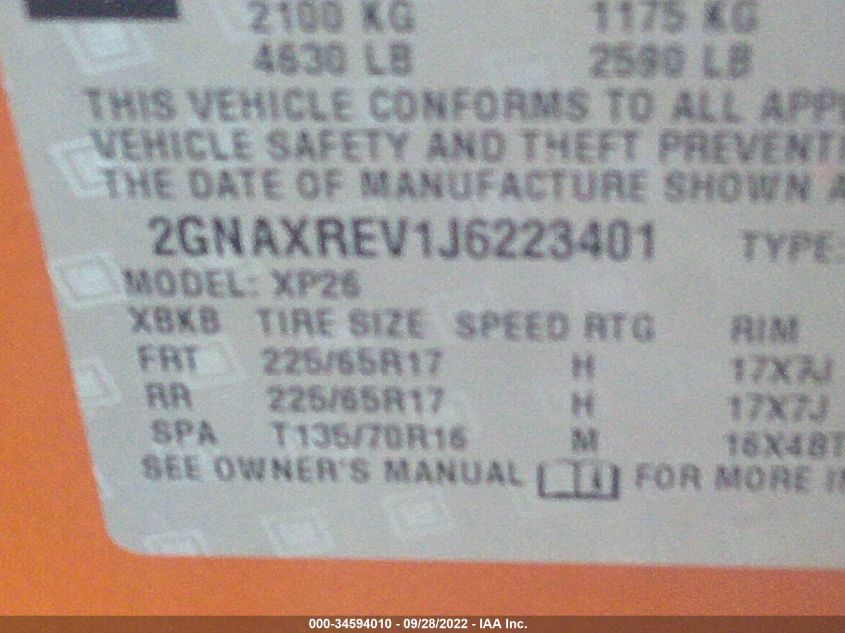 2100 KG 1175 KG
4630 LB 2590 LB
THIS VEHICLE CONFORMS TO ALL APP
VEHICLE SAFETY AND THEFT PREVENTI
THE DATE OF MANUFACTURE SHOWN A
2GNAXREV1J6223401 TYPE:
MODEL: XP26
XBKB TIRE SIZE SPEED RTG RIM
FRT 225/65R17 H 17X7J
RR 225/65R17 H 17X7J
SPA T135/70R16 M 16X4BT
SEE OWNER'S MANUAL FOR MORE IN
000-34594010 - 09/28/2022 - IAA Inc.